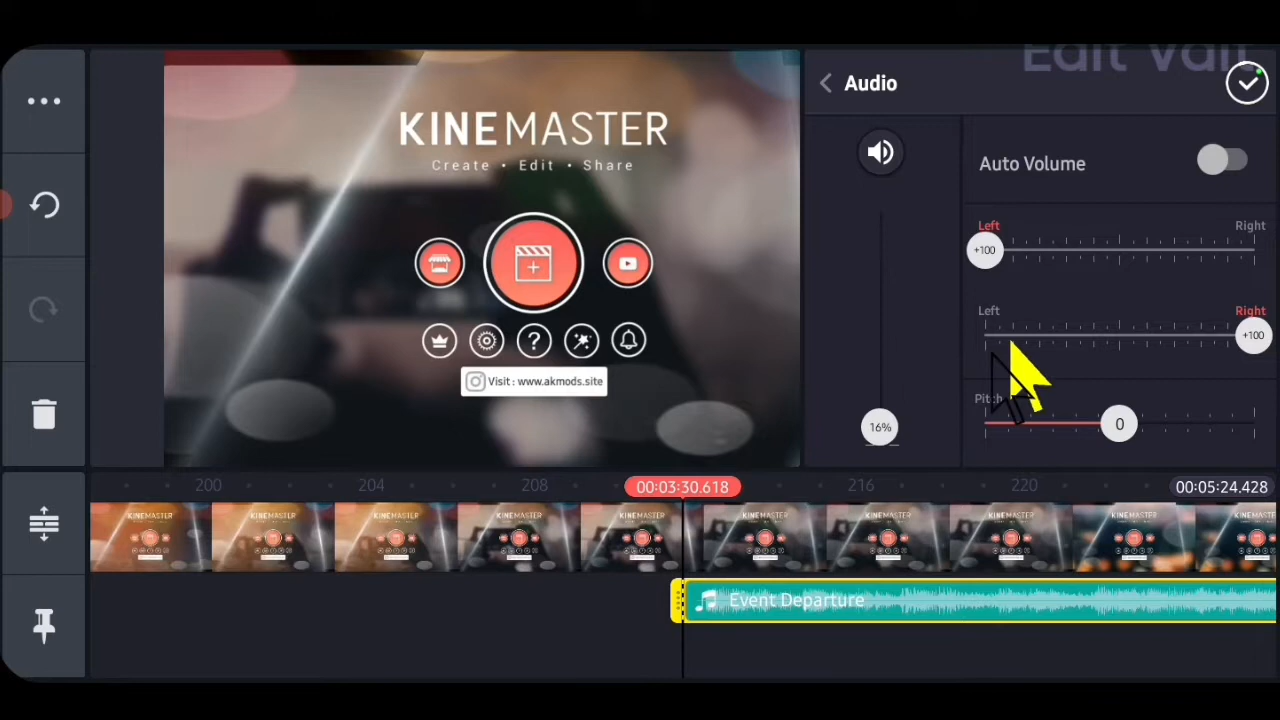 Edit Vau
Audio
KINEMASTER
Create • Edit • Share
Visit : www.akmods.site
Auto Volume
Left Right
+100
Left Right
+100
Pitch
0
16%
200 204 208 00:03:30.618 216 220 00:05:24.428
Event Departure